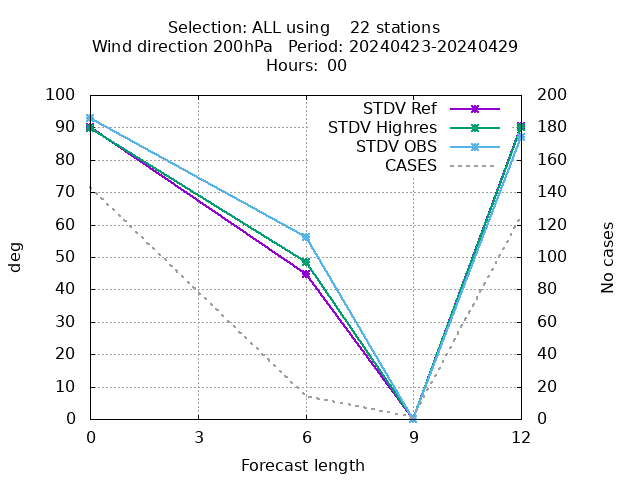 Selection: ALL using    22 stations
Wind direction 200hPa   Period: 20240423-20240429
Hours: 00
STDV Ref
STDV Highres
STDV OBS
CASES
100
90
80
70
60
50
40
30
20
10
0
deg
200
180
160
140
120
100
80
60
40
20
0
No cases
0 3 6 9 12
Forecast length